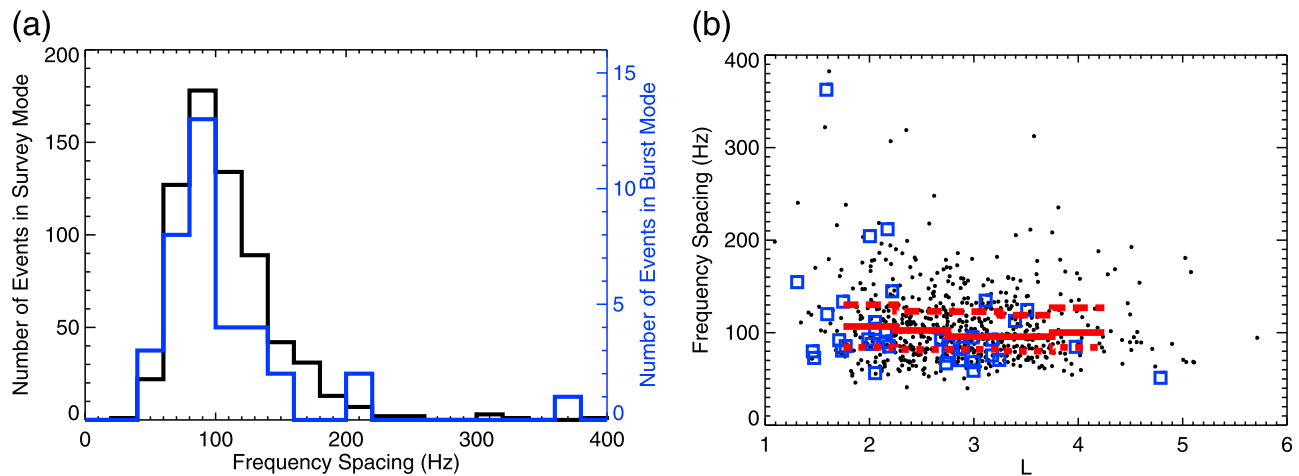 (a)
200
150
100
50
0
Number of Events in Survey Mode
15
10
5
0
Number of Events in Burst Mode
0 100 200 300 400
Frequency Spacing (Hz)
(b)
400
300
200
100
0
Frequency Spacing (Hz)
1 2 3 4 5 6
L